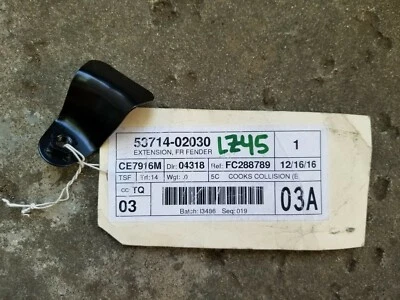 53714-02030 LZ45 1
EXTENSION, FR FENDER
CE7916M Dlr: 04318 Ref: FC288789 12/16/16
TSF Trt:14 Wgt: .0 5C COOKS COLLISION (E
CC TQ
03 03A
Batch: I3486 Seq: 019